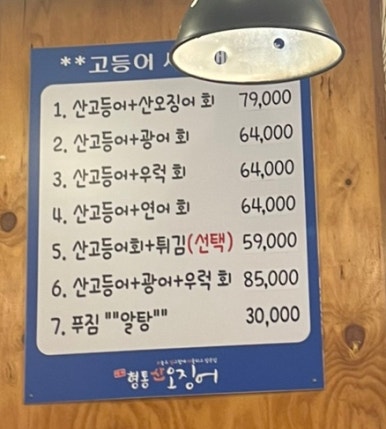 **고등어
1. 산고등어+산오징어 회 79,000
2. 산고등어+광어 회 64,000
3. 산고등어+우럭 회 64,000
4. 산고등어+연어 회 64,000
5. 산고등어회+튀김(선택) 59,000
6. 산고등어+광어+우럭 회 85,000
7. 푸짐 ""알탕"" 30,000
형통 산오징어